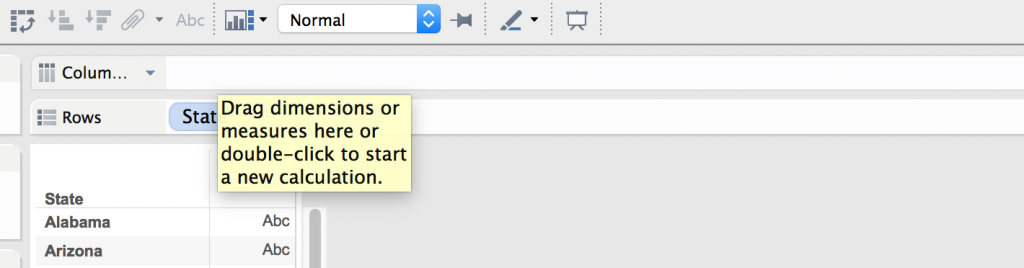 Abc
Normal
Colum...
Rows
Stat
Drag dimensions or
measures here or
double-click to start
a new calculation.
State
Alabama
Abc
Arizona
Abc